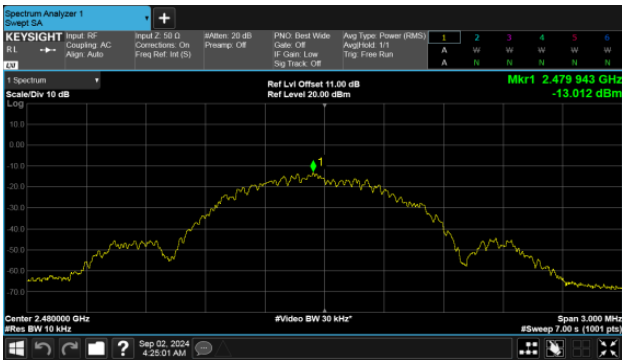 Spectrum Analyzer 1
Swept SA
+
KEYSIGHT Input: RF Input Z: 50 Ω #Atten: 20 dB PNO: Best Wide Avg Type: Power (RMS) 1 2 3 4 5 6
RL Coupling: AC Corrections: On Preamp: Off Gate: Off Avg|Hold: 1/1 A W W W W W
Align: Auto Freq Ref: Int (S) IF Gain: Low Trig: Free Run
LXI Sig Track: Off A N N N N N
1 Spectrum Ref Lvl Offset 11.00 dB Mkr1 2.479 943 GHz
Scale/Div 10 dB Ref Level 20.00 dBm -13.012 dBm
Log
10.0
0.00
-10.0
1
-20.0
-30.0
-40.0
-50.0
-60.0
-70.0
Center 2.480000 GHz #Video BW 30 kHz* Span 3.000 MHz
#Res BW 10 kHz #Sweep 7.00 s (1001 pts)
? Sep 02, 2024
4:25:01 AM